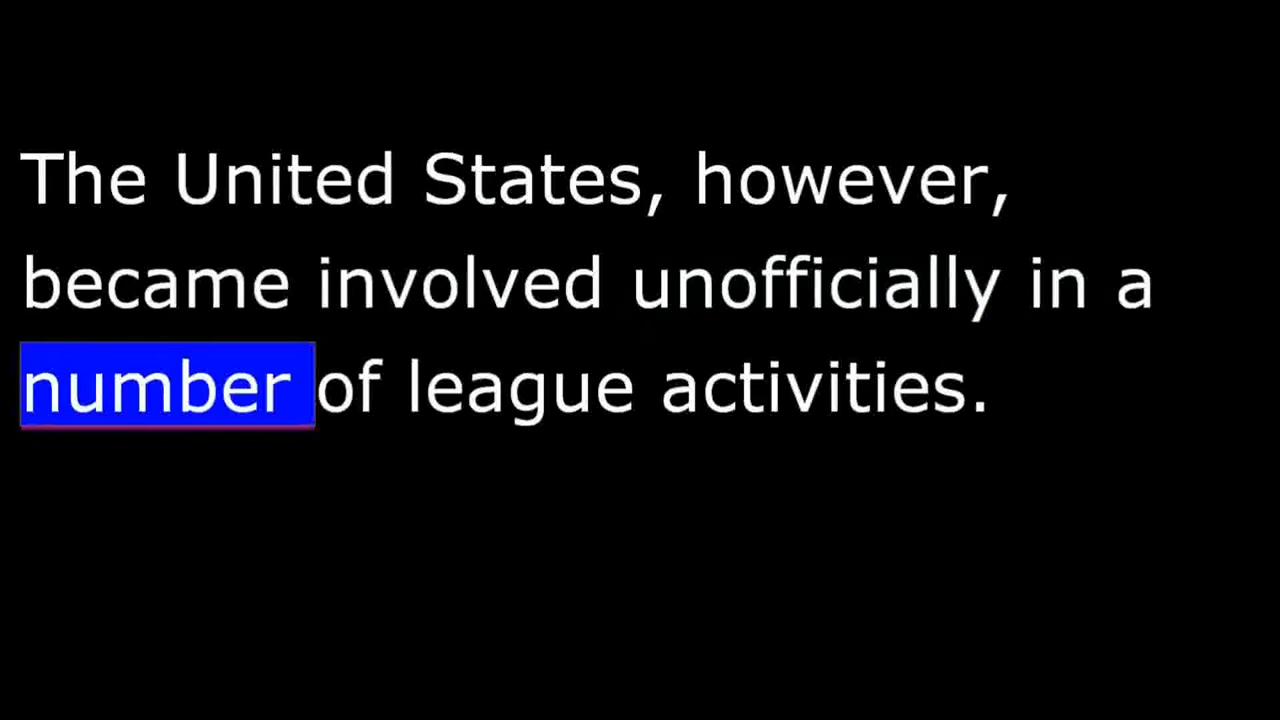 The United States, however,
became involved unofficially in a
number of league activities.